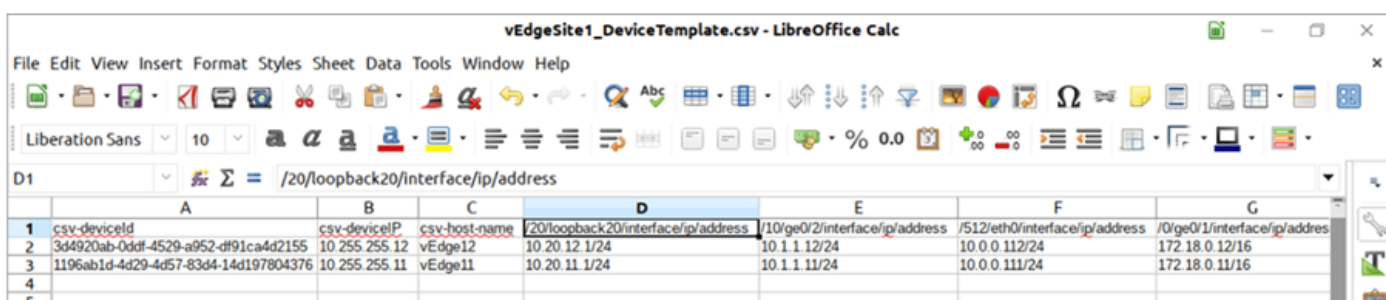 vEdgeSite1_DeviceTemplate.csv - LibreOffice Calc
File Edit View Insert Format Styles Sheet Data Tools Window Help
Abc
Liberation Sans 10 a a a a % 0.0
D1 /20/loopback20/interface/ip/address
A B C D E F G
1 csv-deviceId csv-deviceIP csv-host-name /20/loopback20/interface/ip/address /10/ge0/2/interface/ip/address /512/eth0/interface/ip/address /0/ge0/1/interface/ip/addres
2 3d4920ab-0ddf-4529-a952-df91ca4d2155 10.255.255.12 vEdge12 10.20.12.1/24 10.1.1.12/24 10.0.0.112/24 172.18.0.12/16
3 1196ab1d-4d29-4d57-83d4-14d197804376 10.255.255.11 vEdge11 10.20.11.1/24 10.1.1.11/24 10.0.0.111/24 172.18.0.11/16
4